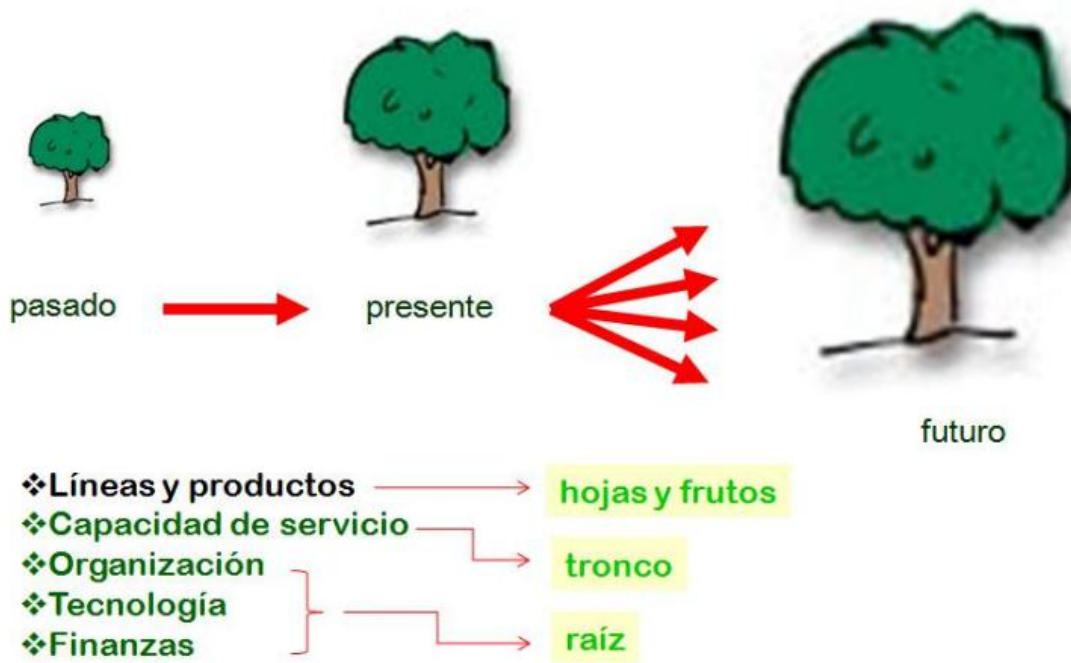 pasado
presente
futuro
❖Líneas y productos
hojas y frutos
❖Capacidad de servicio
❖Organización
tronco
❖Tecnología
❖Finanzas
raíz